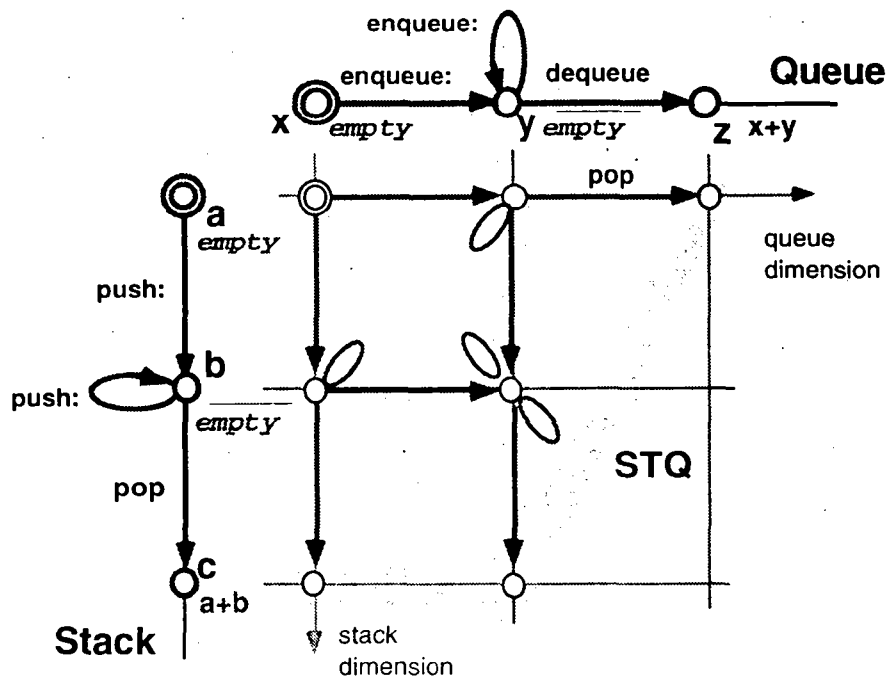 enqueue:
enqueue:
dequeue
Queue
x
empty
y
empty
z
x+y
a
empty
pop
queue
dimension
push:
b
push:
empty
STQ
pop
c
a+b
Stack
stack
dimension